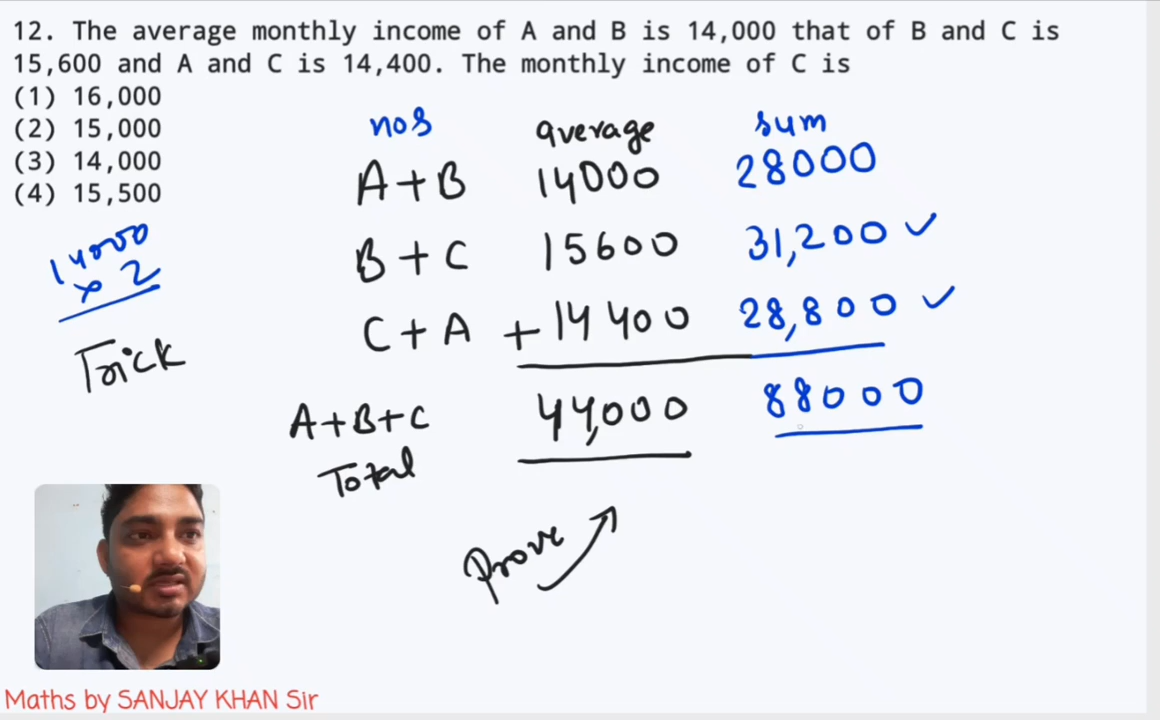 12. The average monthly income of A and B is 14,000 that of B and C is
15,600 and A and C is 14,400. The monthly income of C is
(1) 16,000
(2) 15,000
(3) 14,000
(4) 15,500
nos average sum
A+B 14000 28000
B+C 15600 31,200 ✓
C+A +14400 28,800 ✓
A+B+C 44,000 88000
Total
14000
× 2
Trick
Prove
Maths by SANJAY KHAN Sir